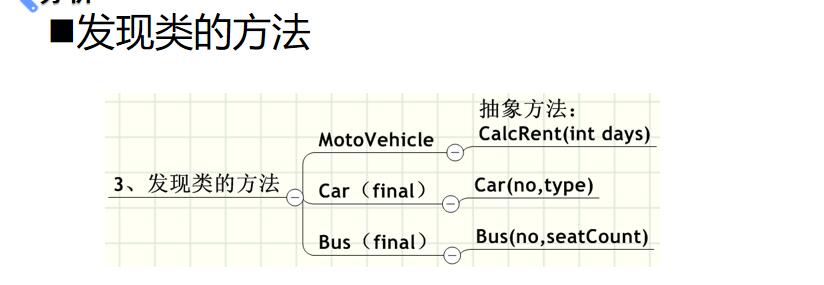 ■发现类的方法
抽象方法：
MotoVehicle
CalcRent(int days)
3、发现类的方法
Car（final）
Car(no,type)
Bus（final）
Bus(no,seatCount)